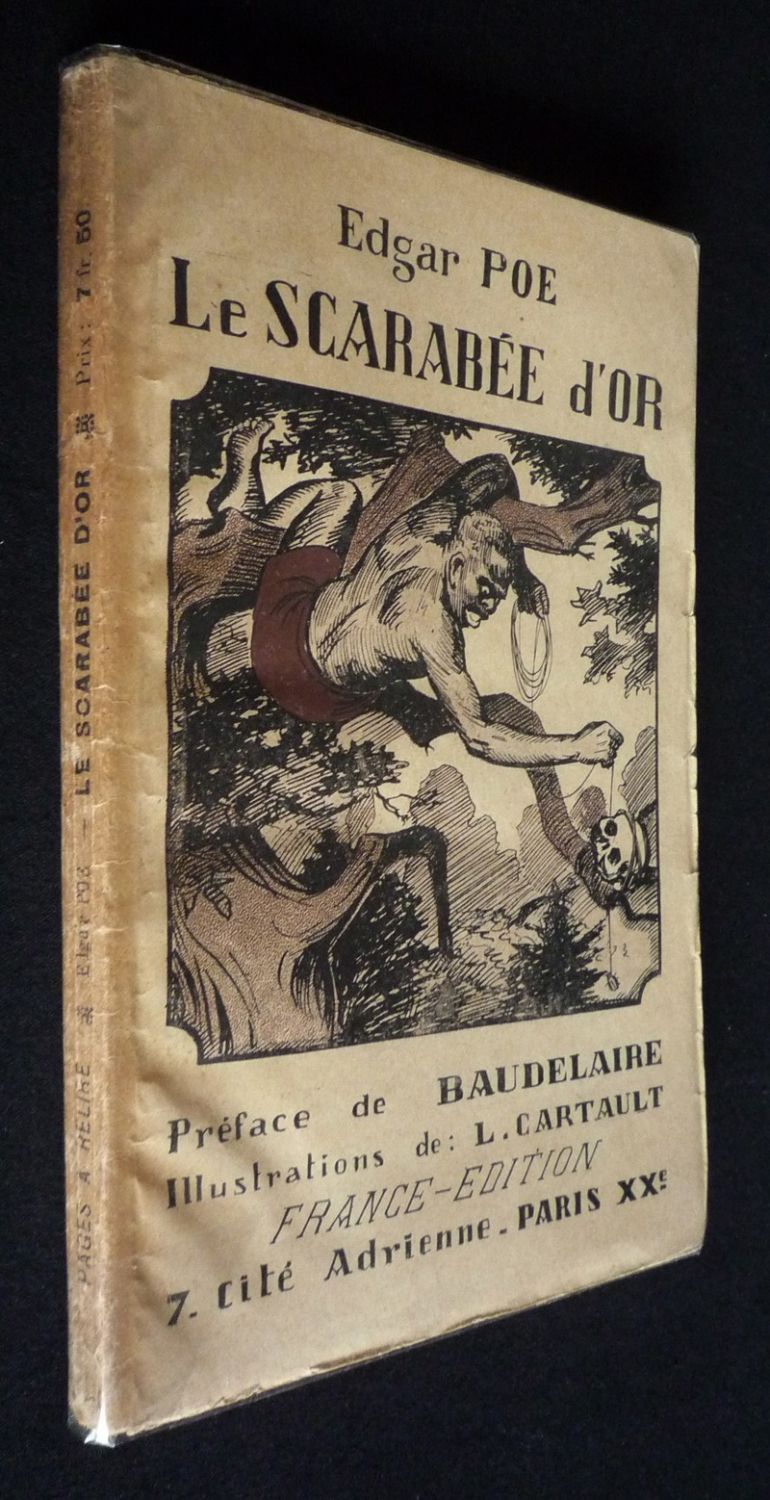 Edgar POE
Le SCARABÉE d'OR
Préface de BAUDELAIRE
Illustrations de: L. CARTAULT
FRANCE-EDITION
7. Cité Adrienne - PARIS XXe
PAGES A RELIRE Edgar POE - LE SCARABÉE D'OR Prix: 7 fr. 50